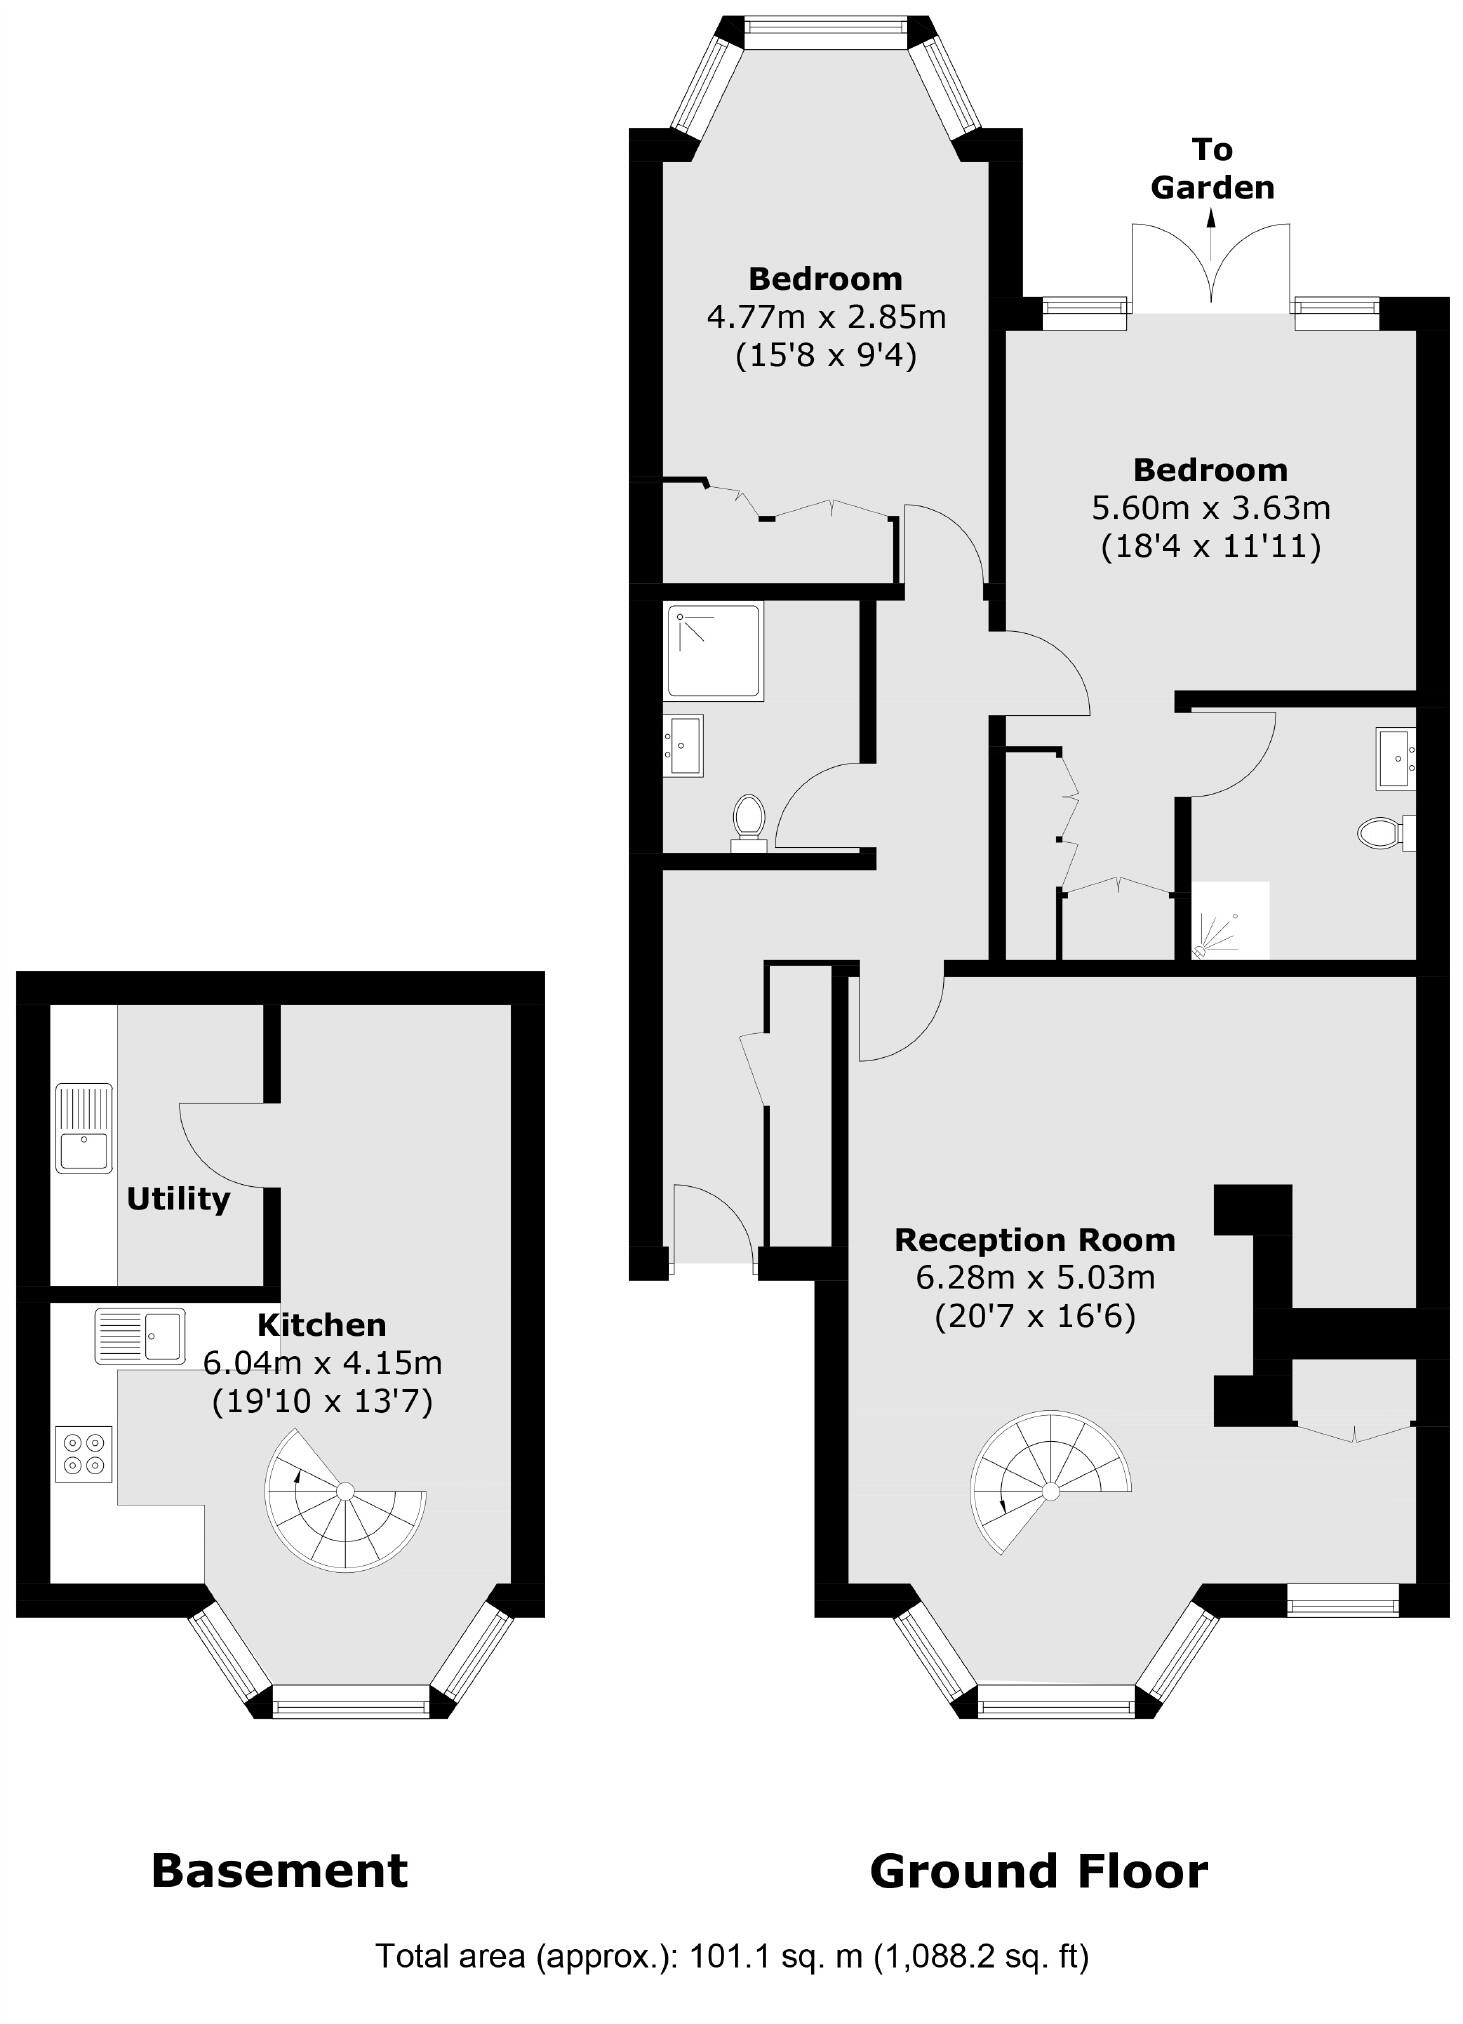 To
Garden
Bedroom
4.77m x 2.85m
(15'8 x 9'4)
Bedroom
5.60m x 3.63m
(18'4 x 11'11)
Utility
Kitchen
6.04m x 4.15m
(19'10 x 13'7)
Reception Room
6.28m x 5.03m
(20'7 x 16'6)
Basement
Ground Floor
Total area (approx.): 101.1 sq. m (1,088.2 sq. ft)